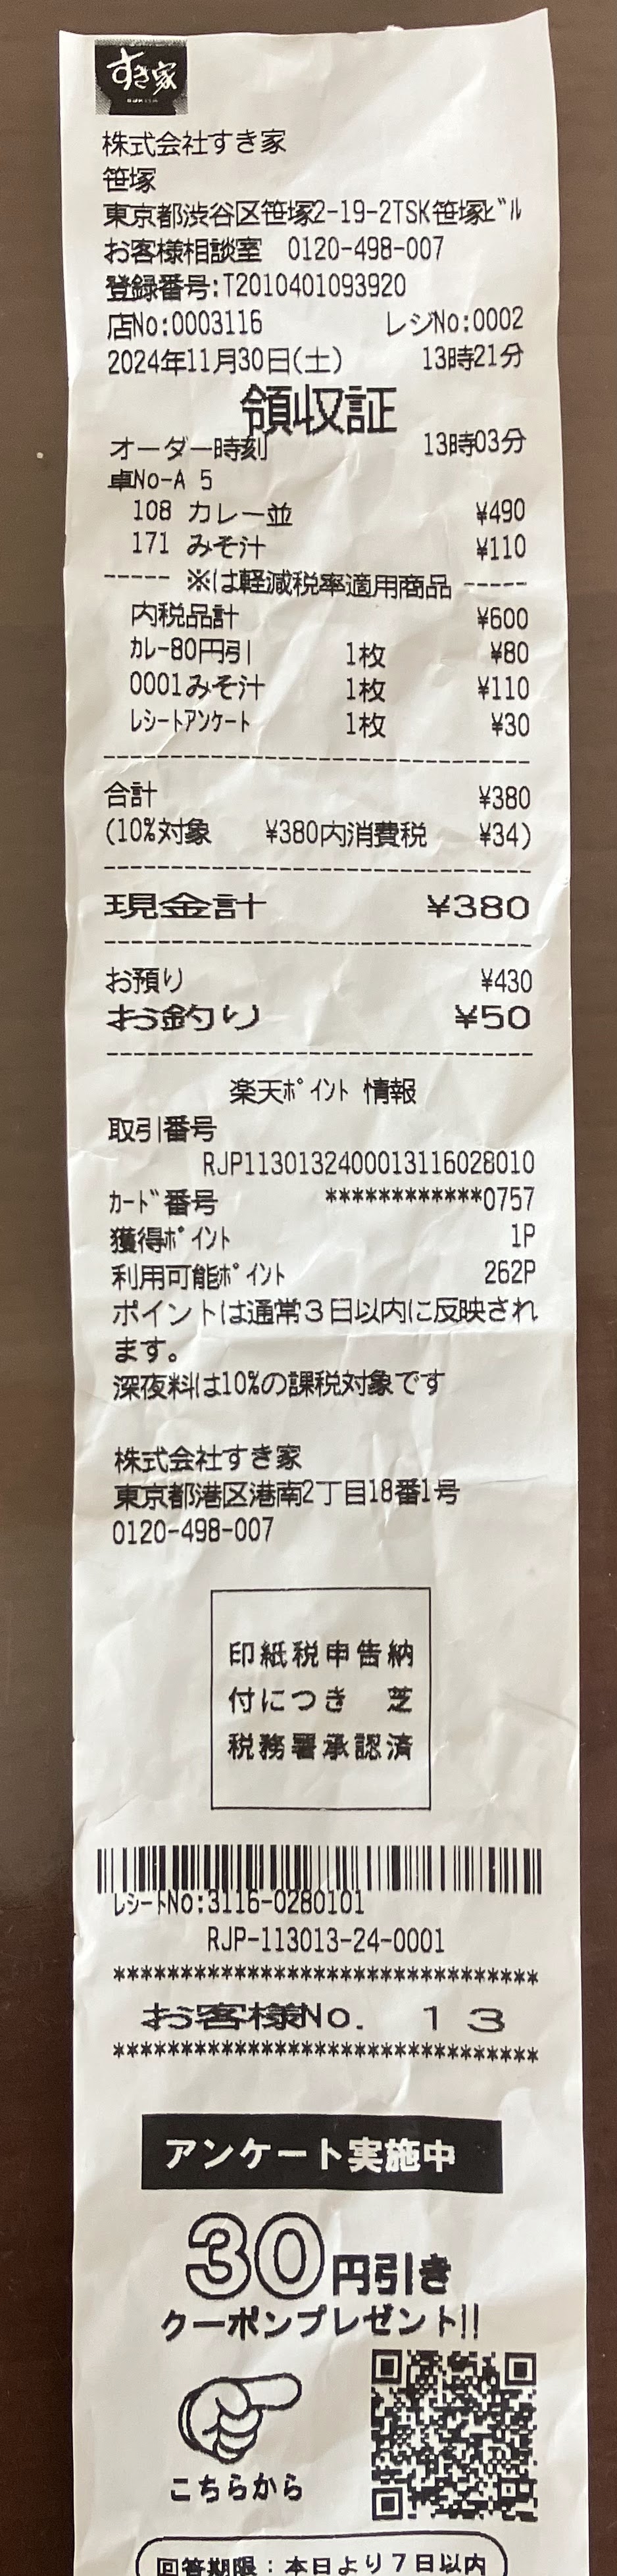 すき家
SUKIYA
株式会社すき家
笹塚
東京都渋谷区笹塚2-19-2TSK笹塚ﾋﾞﾙ
お客様相談室 0120-498-007
登録番号:T2010401093920
店No:0003116 レジNo:0002
2024年11月30日(土) 13時21分
領収証
オーダー時刻 13時03分
卓No-A 5
108 カレー並 ¥490
171 みそ汁 ¥110
----- ※は軽減税率適用商品 -----
内税品計 ¥600
ｶﾚｰ80円引 1枚 ¥80
0001みそ汁 1枚 ¥110
ﾚｼｰﾄｱﾝｹｰﾄ 1枚 ¥30
--------------------------------
合計 ¥380
(10%対象 ¥380内消費税 ¥34)
--------------------------------
現金計 ¥380
--------------------------------
お預り ¥430
お釣り ¥50
--------------------------------
楽天ﾎﾟｲﾝﾄ 情報
取引番号
RJP1130132400013116028010
ｶｰﾄﾞ番号 ************0757
獲得ﾎﾟｲﾝﾄ 1P
利用可能ﾎﾟｲﾝﾄ 262P
ポイントは通常3日以内に反映され
ます。
深夜料は10%の課税対象です
株式会社すき家
東京都港区港南2丁目18番1号
0120-498-007
印紙税申告納
付につき 芝
税務署承認済
ﾚｼｰﾄNo:3116-0280101
RJP-113013-24-0001
********************************
お客様No. 13
********************************
アンケート実施中
30円引き
クーポンプレゼント!!
こちらから
回答期限：本日より7日以内